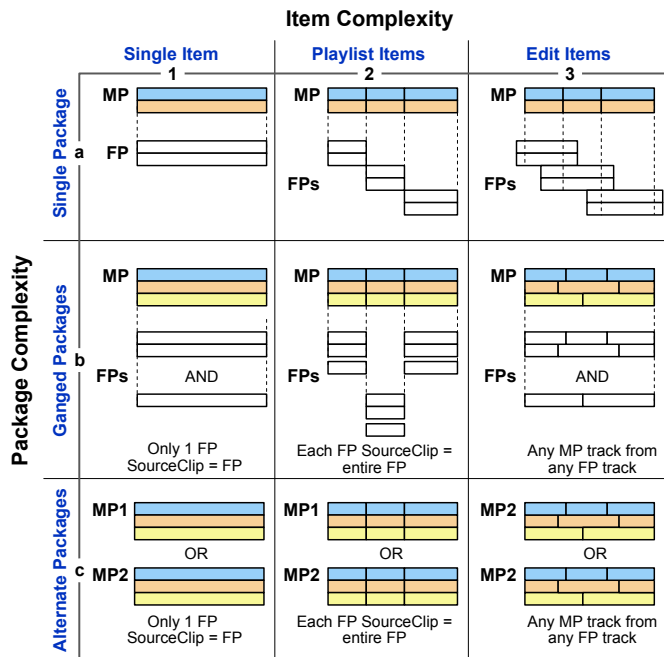 Item Complexity
Single Item
Playlist Items
Edit Items
1
2
3
Package Complexity
Single Package
a
MP
FP
MP
FPs
MP
FPs
Ganged Packages
b
MP
FPs
AND
Only 1 FP
SourceClip = FP
MP
FPs
Each FP SourceClip =
entire FP
MP
FPs
AND
Any MP track from
any FP track
Alternate Packages
c
MP1
OR
MP2
Only 1 FP
SourceClip = FP
MP1
OR
MP2
Each FP SourceClip =
entire FP
MP2
OR
MP2
Any MP track from
any FP track